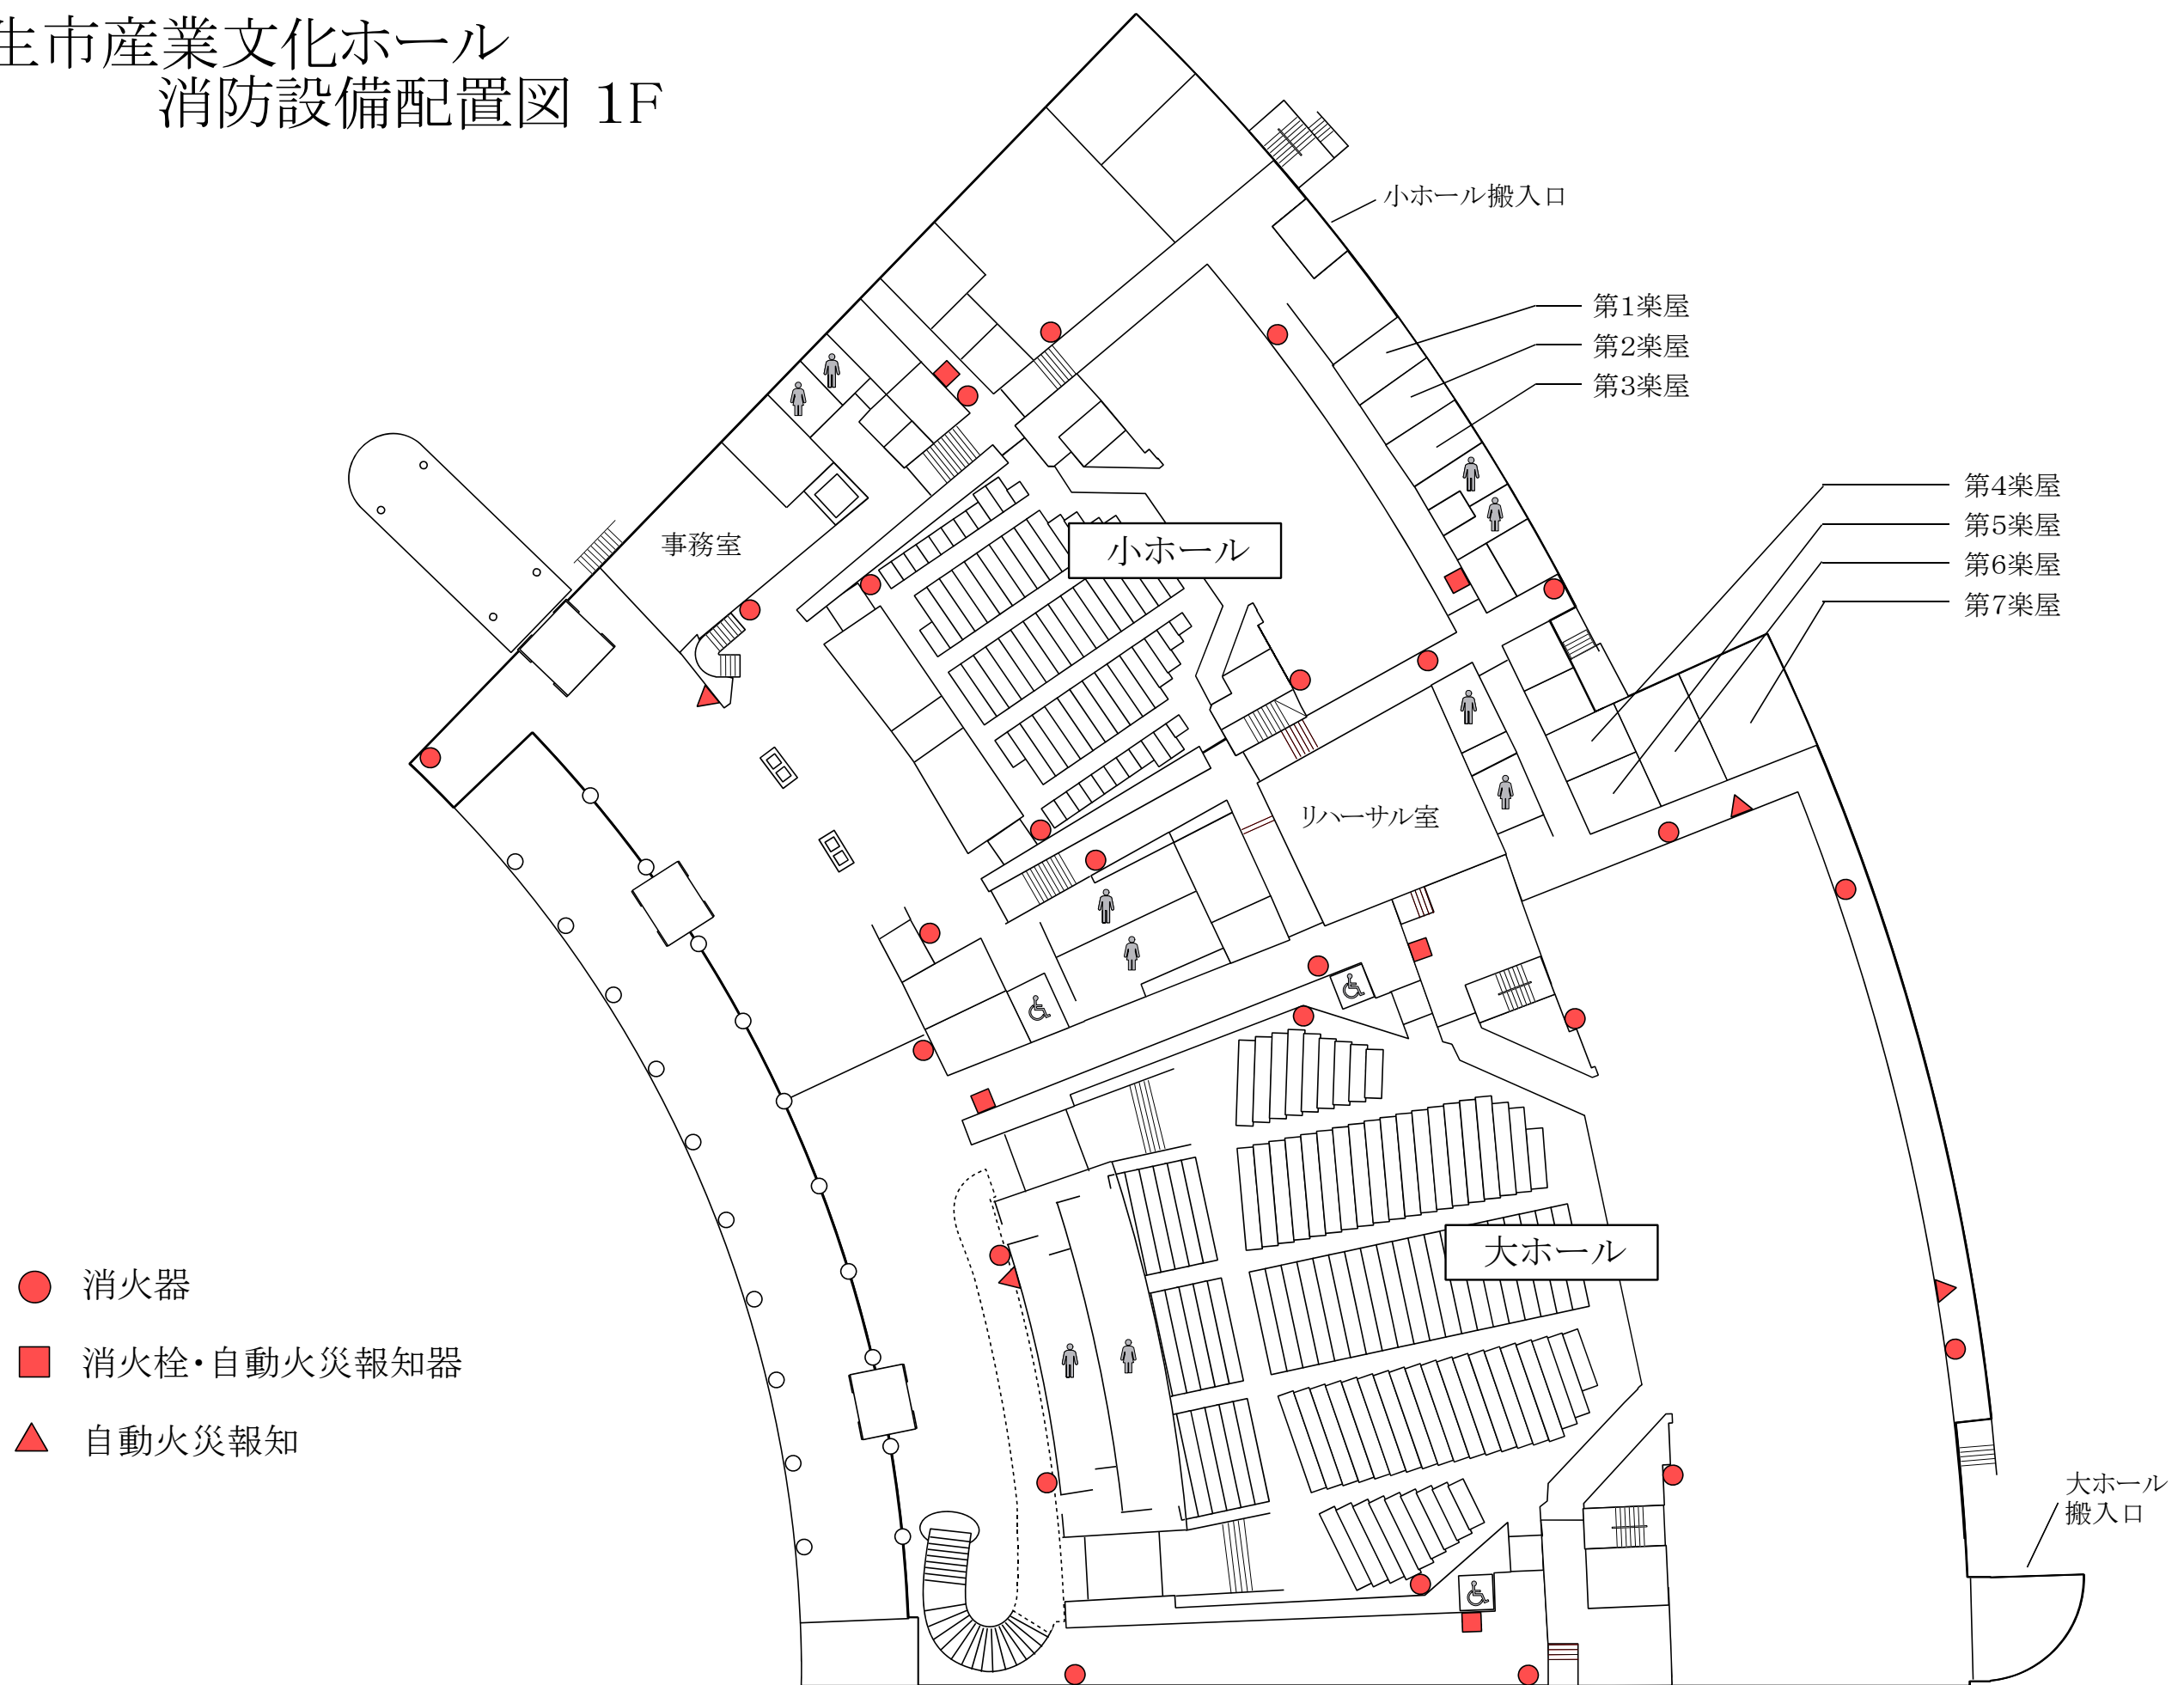 生市産業文化ホール
消防設備配置図 1F
小ホール搬入口
第1楽屋
第2楽屋
第3楽屋
第4楽屋
第5楽屋
第6楽屋
第7楽屋
事務室
小ホール
リハーサル室
大ホール
消火器
消火栓・自動火災報知器
自動火災報知
大ホール
搬入口